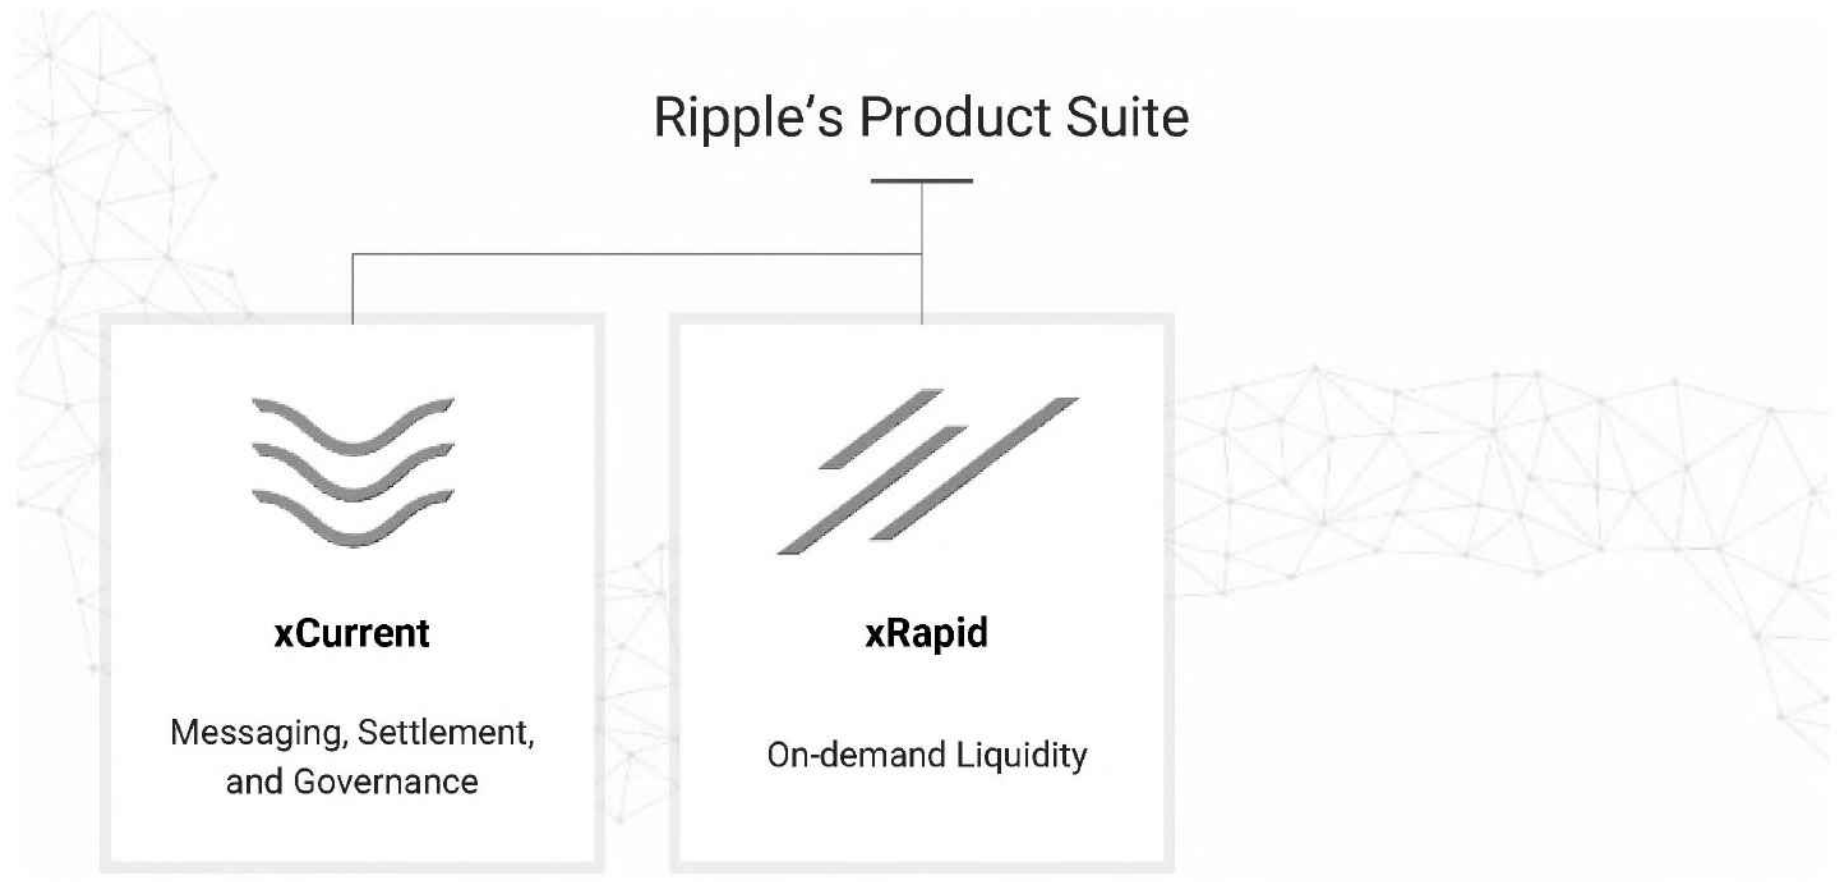 Ripple’s Product Suite
xCurrent
Messaging, Settlement,
and Governance
xRapid
On-demand Liquidity